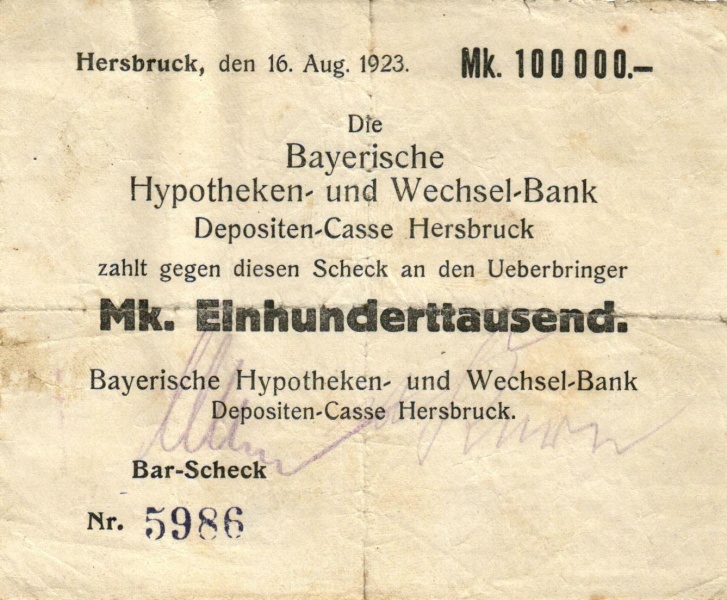 Hersbruck, den 16. Aug. 1923. Mk. 100 000.–
Die
Bayerische
Hypotheken- und Wechsel-Bank
Depositen-Casse Hersbruck
zahlt gegen diesen Scheck an den Ueberbringer
Mk. Einhunderttausend.
Bayerische Hypotheken- und Wechsel-Bank
Depositen-Casse Hersbruck.
Bar-Scheck
Nr. 5986